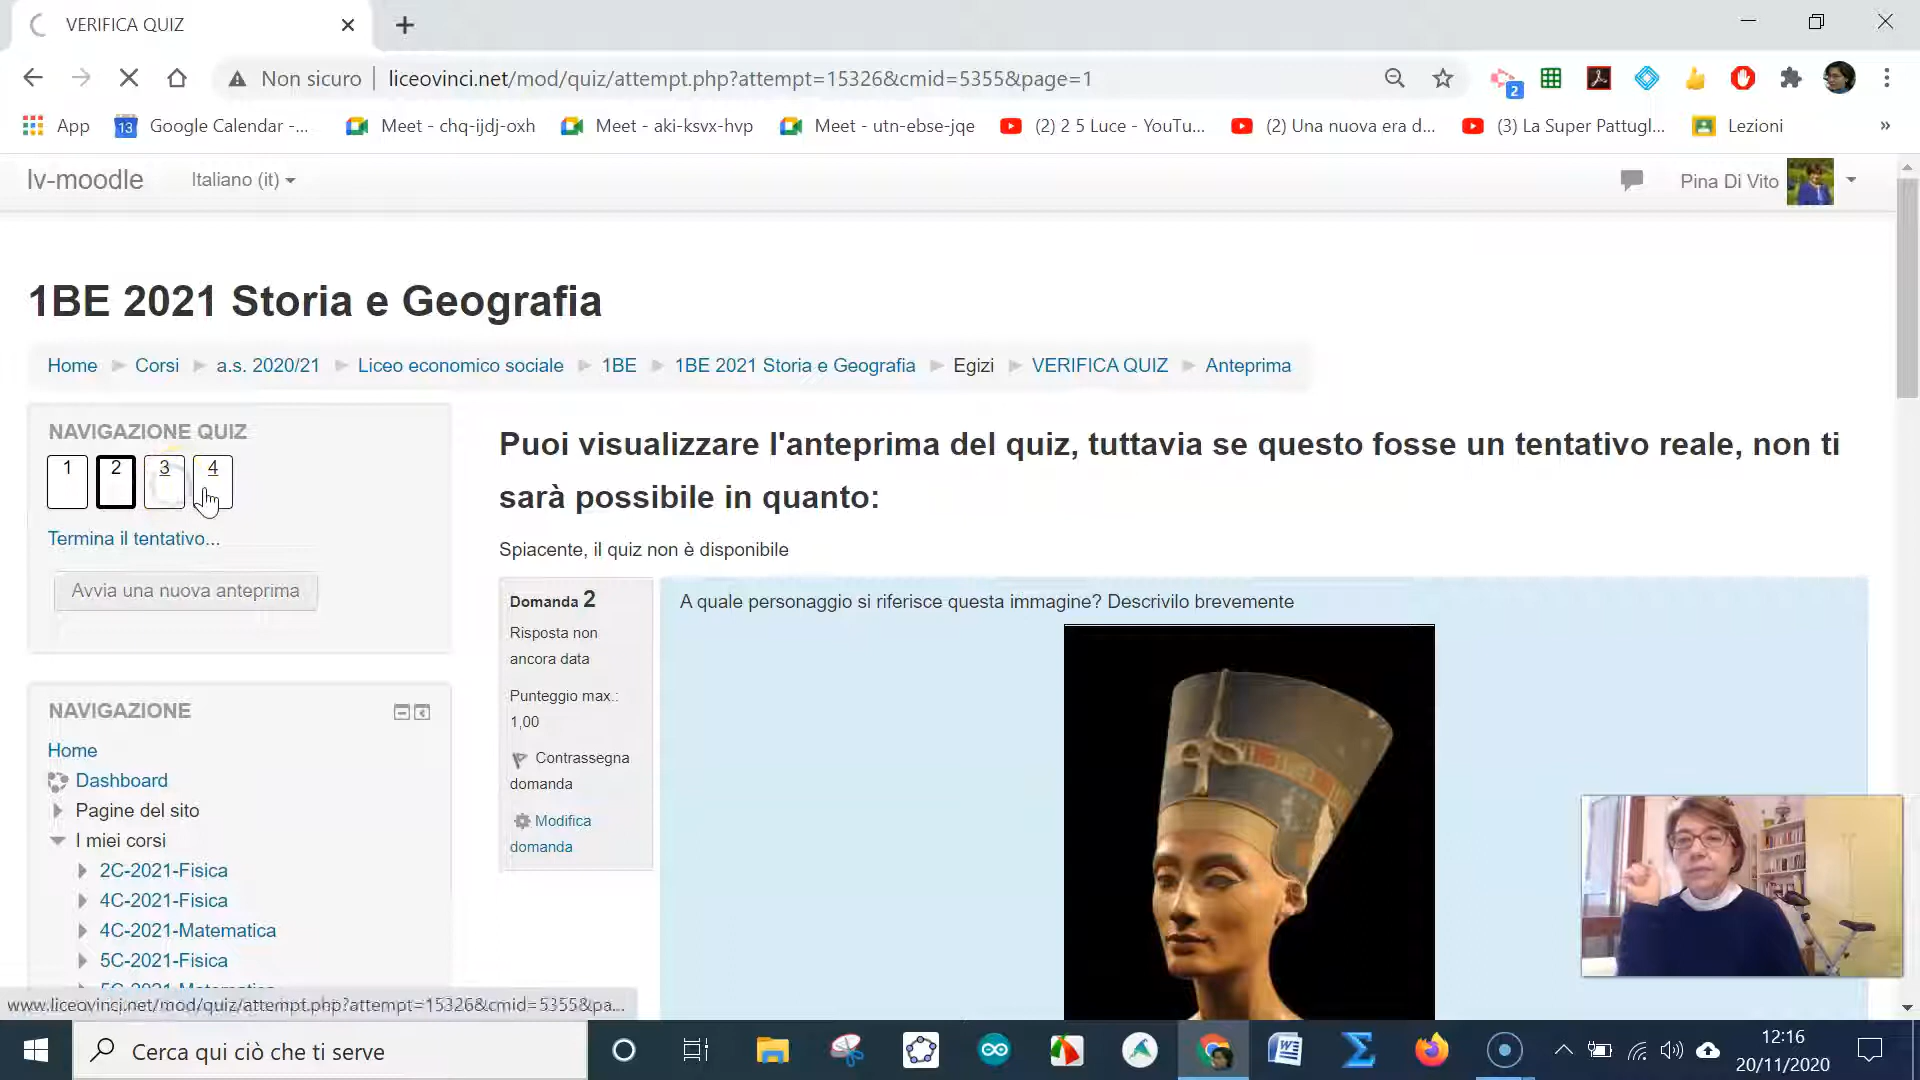 VERIFICA QUIZ
Non sicuro
liceovinci.net/mod/quiz/attempt.php?attempt=15326&cmid=5355&page=1
2
App
13
Google Calendar -...
Meet - chq-ijdj-oxh
Meet - aki-ksvx-hvp
Meet - utn-ebse-jqe
(2) 2 5 Luce - YouTu...
(2) Una nuova era d...
(3) La Super Pattugl...
Lezioni
»
lv-moodle
Italiano (it)
Pina Di Vito
1BE 2021 Storia e Geografia
Home
Corsi
a.s. 2020/21
Liceo economico sociale
1BE
1BE 2021 Storia e Geografia
Egizi
VERIFICA QUIZ
Anteprima
NAVIGAZIONE QUIZ
1
2
3
4
Termina il tentativo...
Avvia una nuova anteprima
Puoi visualizzare l'anteprima del quiz, tuttavia se questo fosse un tentativo reale, non ti
sarà possibile in quanto:
Spiacente, il quiz non è disponibile
Domanda 2
Risposta non
ancora data
Punteggio max.:
1,00
Contrassegna
domanda
Modifica
domanda
A quale personaggio si riferisce questa immagine? Descrivilo brevemente
NAVIGAZIONE
Home
Dashboard
Pagine del sito
I miei corsi
2C-2021-Fisica
4C-2021-Fisica
4C-2021-Matematica
5C-2021-Fisica
www.liceovinci.net/mod/quiz/attempt.php?attempt=15326&cmid=5355&pa...
Cerca qui ciò che ti serve
12:16
20/11/2020